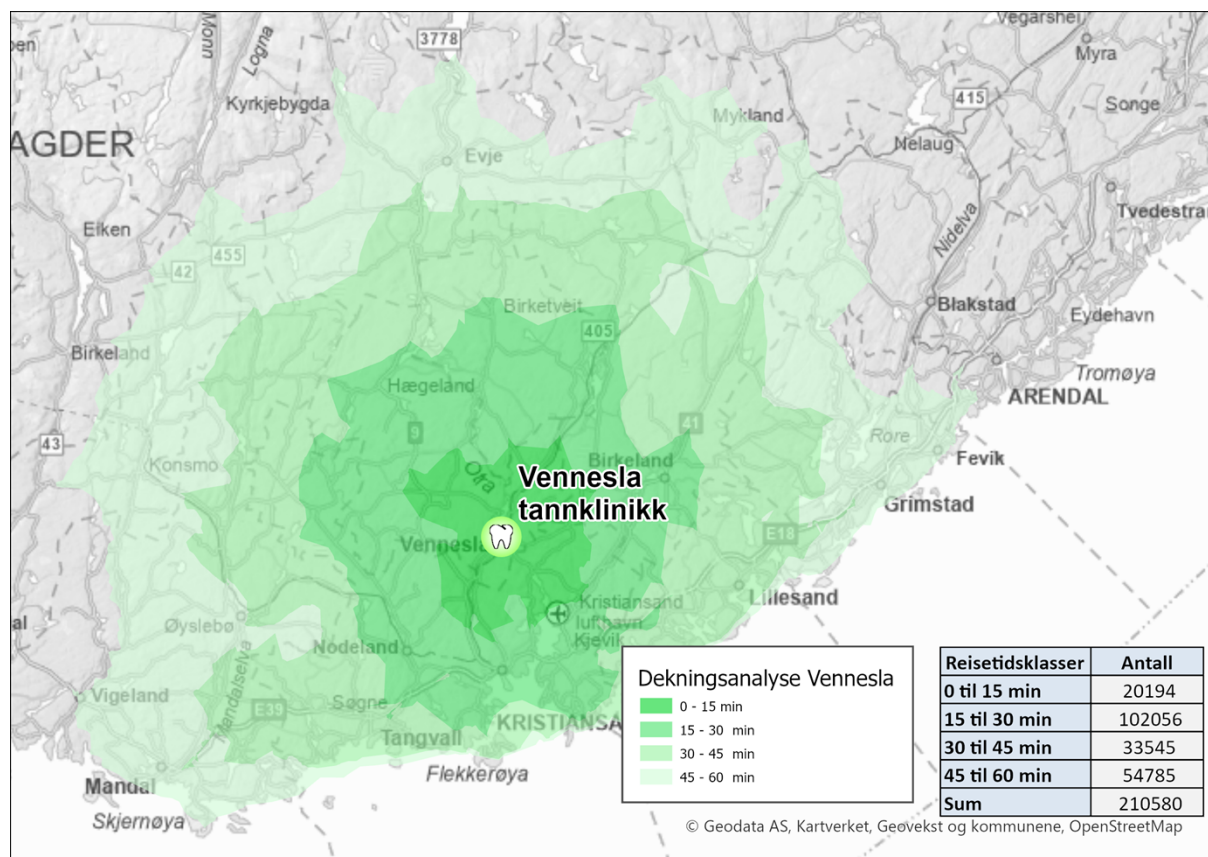 3778
Vegårshei
Myra
Monn
Logna
Kyrkjebygda
415
Songe
Mykland
AGDER
Nelaug
Evje
Nidelva
Tvedestran
Eiken
455
42
Blakstad
Birketveit
Eydehavn
405
Birkeland
Tromøya
Hægeland
ARENDAL
9
41
Rore
43
Konsmo
Otra
Birkeland
Fevik
Vennesla
tannklinikk
Grimstad
E18
Vennesla
Kristiansand
lufthavn
Kjevik
Lillesand
Øyslebø
Nodeland
Mandalselva
Vigeland
Søgne
E39
KRISTIANSA
Tangvall
Flekkerøya
Mandal
Skjernøya
Dekningsanalyse Vennesla
0 - 15 min
15 - 30 min
30 - 45 min
45 - 60 min
Reisetidsklasser Antall
0 til 15 min 20194
15 til 30 min 102056
30 til 45 min 33545
45 til 60 min 54785
Sum 210580
© Geodata AS, Kartverket, Geovekst og kommunene, OpenStreetMap